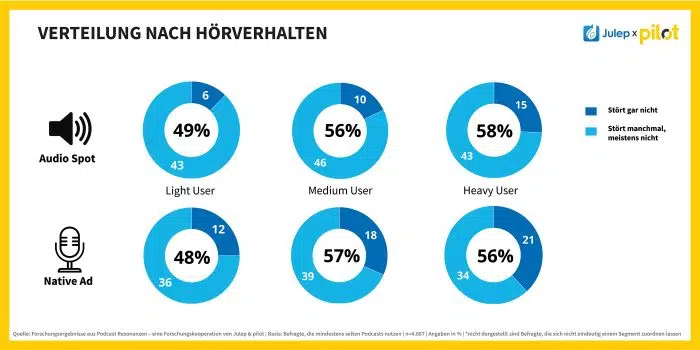 VERTEILUNG NACH HÖRVERHALTEN
Julep x pilot
Audio Spot
6
49%
43
Light User
10
56%
46
Medium User
15
58%
43
Heavy User
Stört gar nicht
Stört manchmal,
meistens nicht
Native Ad
12
48%
36
18
57%
39
21
56%
34
Quelle: Forschungsergebnisse aus Podcast Resonanzen – eine Forschungskooperation von Julep & pilot | Basis: Befragte, die mindestens selten Podcasts nutzen | n=4.687 | Angaben in % | *nicht dargestellt sind Befragte, die sich nicht eindeutig einem Segment zuordnen lassen